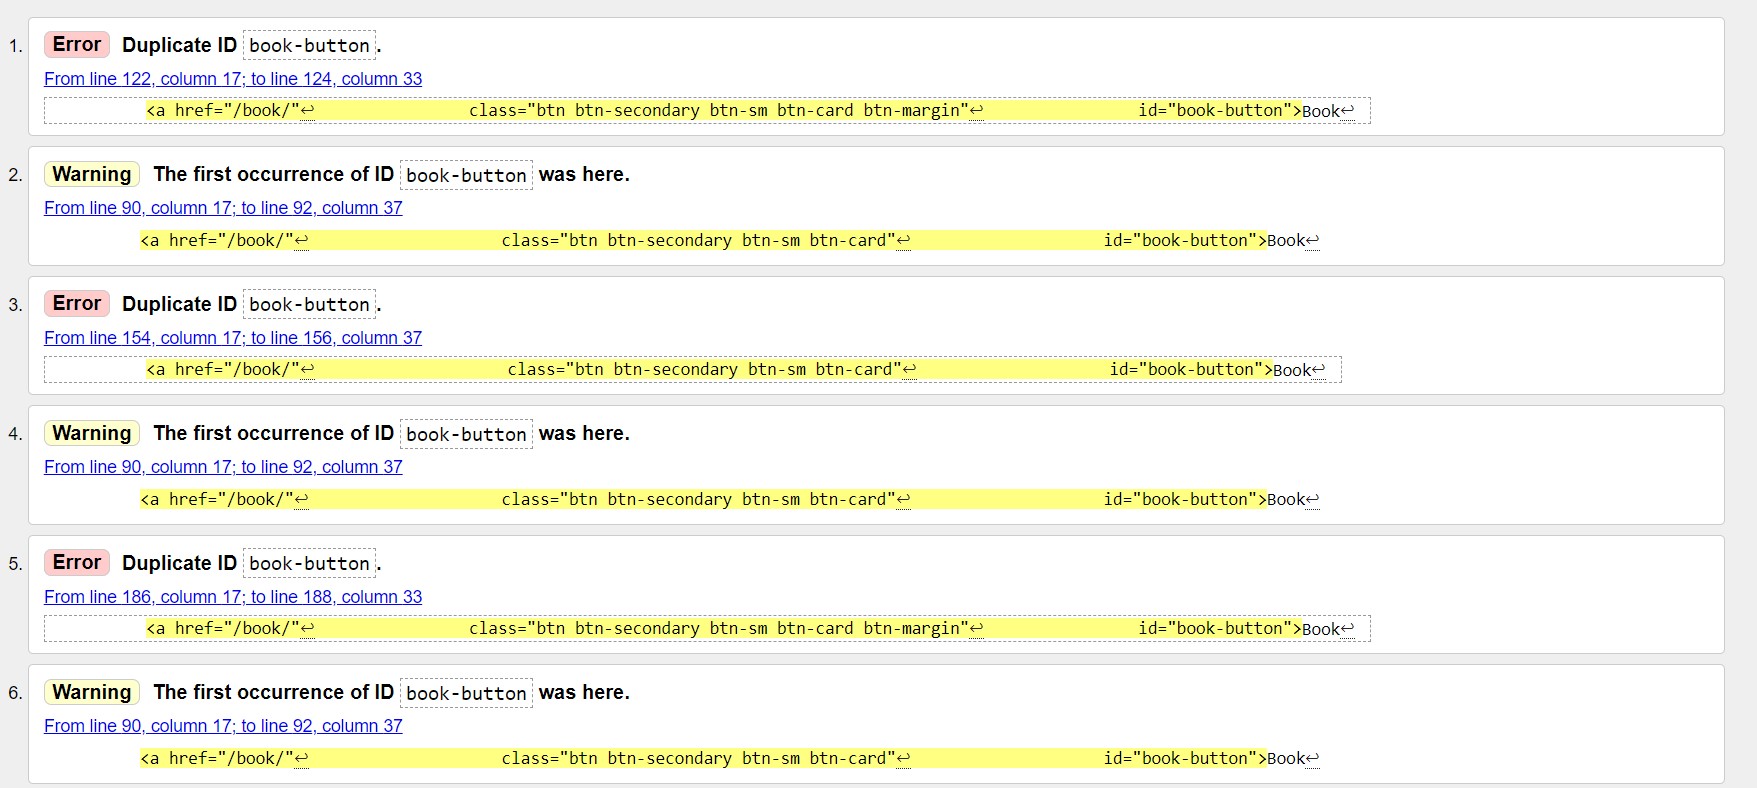 1. Error Duplicate ID book-button.
From line 122, column 17; to line 124, column 33
<a href="/book/"↩ class="btn btn-secondary btn-sm btn-card btn-margin"↩ id="book-button">Book↩
2. Warning The first occurrence of ID book-button was here.
From line 90, column 17; to line 92, column 37
<a href="/book/"↩ class="btn btn-secondary btn-sm btn-card"↩ id="book-button">Book↩
3. Error Duplicate ID book-button.
From line 154, column 17; to line 156, column 37
<a href="/book/"↩ class="btn btn-secondary btn-sm btn-card"↩ id="book-button">Book↩
4. Warning The first occurrence of ID book-button was here.
From line 90, column 17; to line 92, column 37
<a href="/book/"↩ class="btn btn-secondary btn-sm btn-card"↩ id="book-button">Book↩
5. Error Duplicate ID book-button.
From line 186, column 17; to line 188, column 33
<a href="/book/"↩ class="btn btn-secondary btn-sm btn-card btn-margin"↩ id="book-button">Book↩
6. Warning The first occurrence of ID book-button was here.
From line 90, column 17; to line 92, column 37
<a href="/book/"↩ class="btn btn-secondary btn-sm btn-card"↩ id="book-button">Book↩